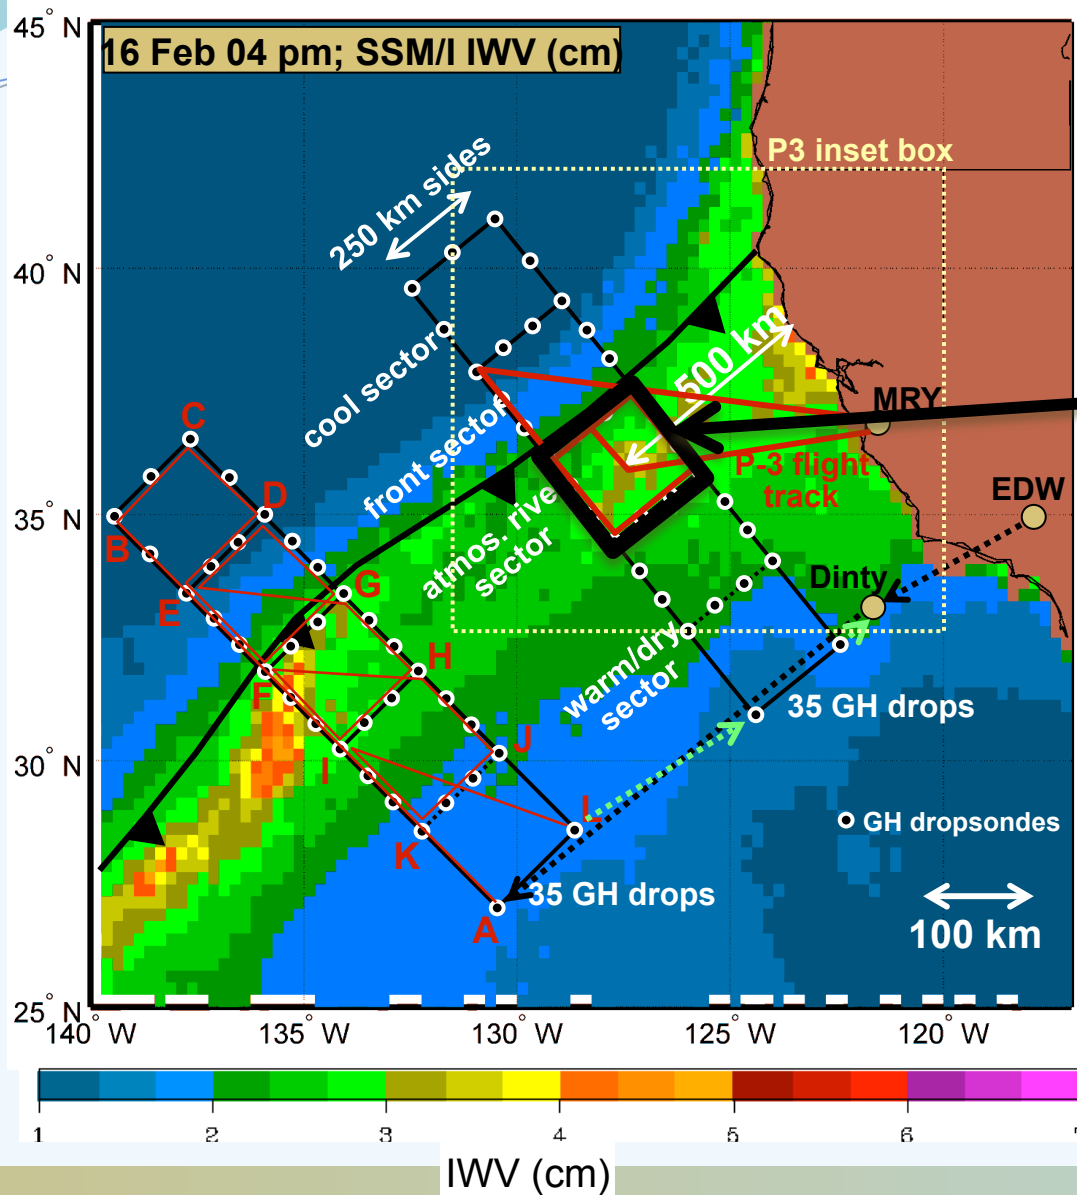 45° N
16 Feb 04 pm; SSM/I IWV (cm)
P3 inset box
250 km sides
40° N
500 km
cool sector
MRY
C
front sector
P-3 flight
track
EDW
D
35° N
B
atmos. rive
sector
Dinty
E
G
H
warm/dry
sector
F
35 GH drops
J
30° N
I
L
GH dropsondes
K
35 GH drops
A
100 km
25° N
140° W
135° W
130° W
125° W
120° W
1 2 3 4 5 6
IWV (cm)